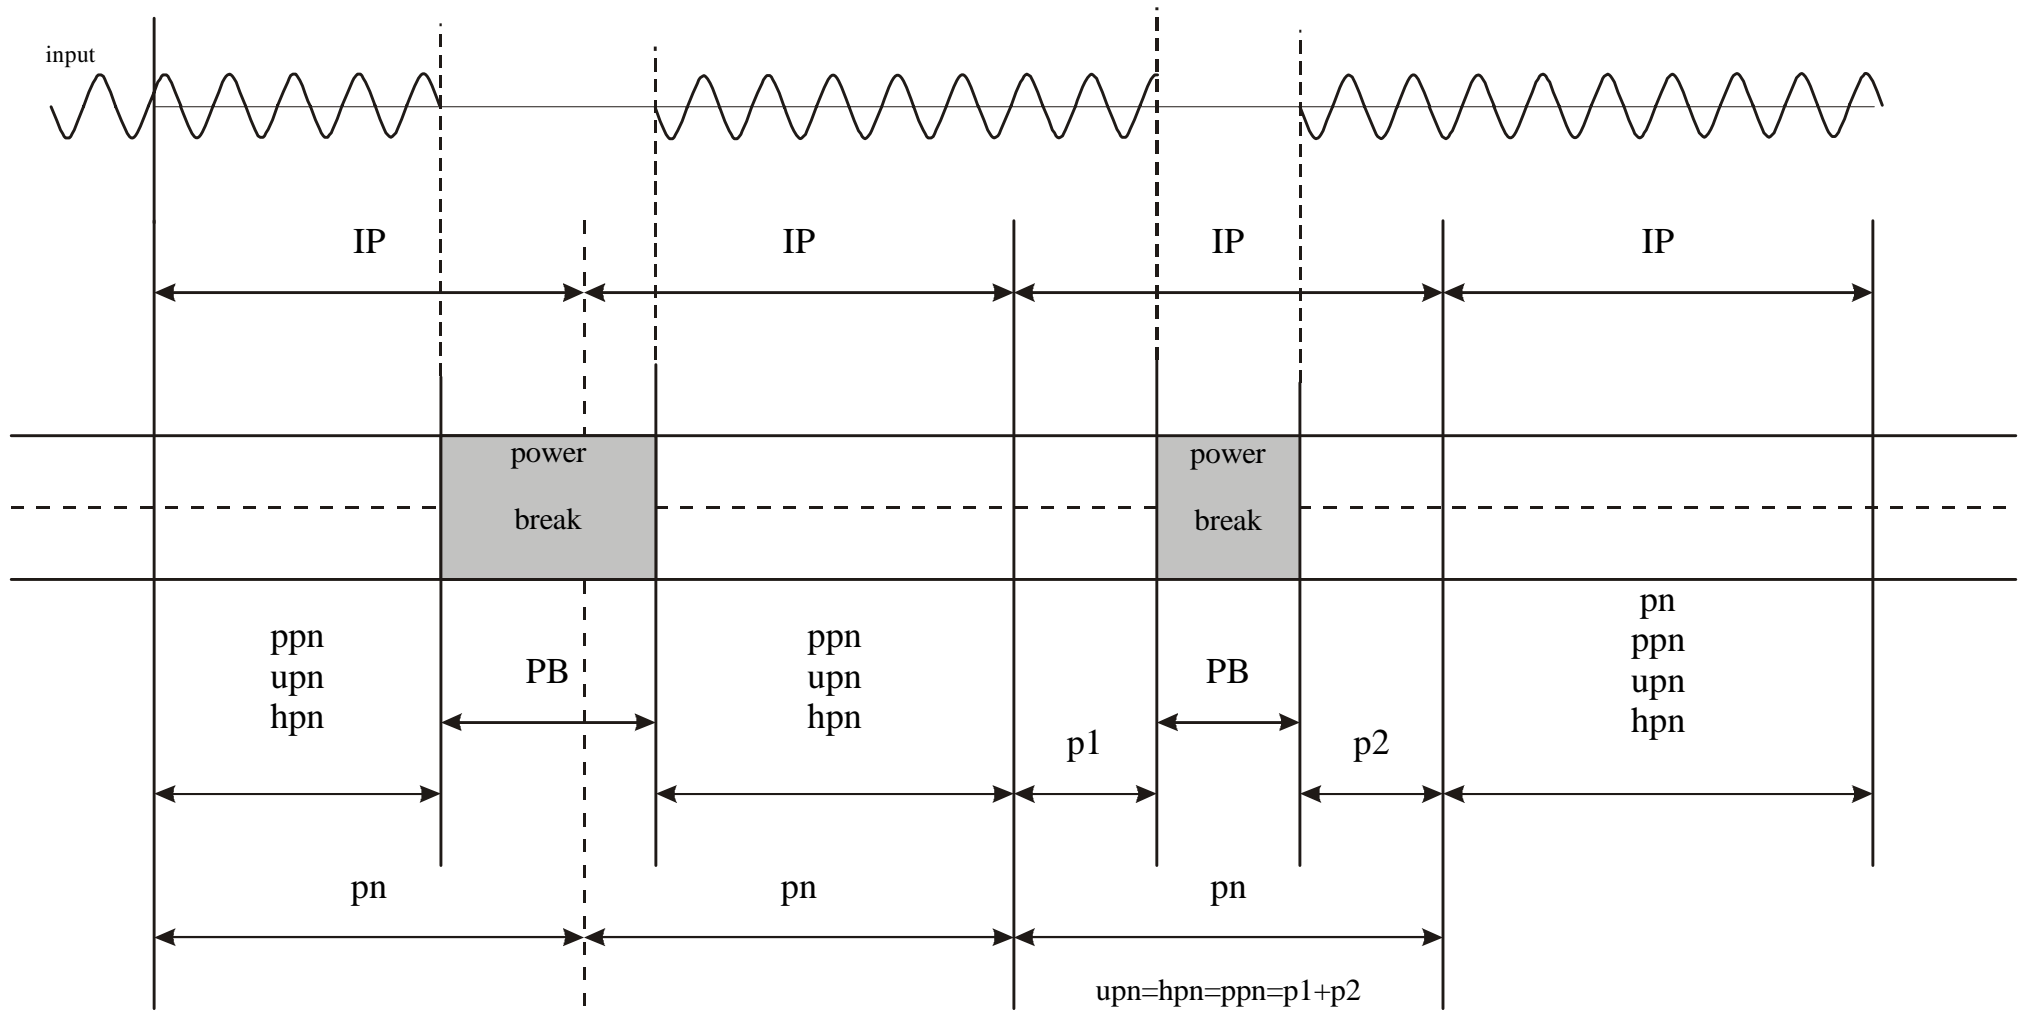 input
IP
IP
IP
IP
power
break
power
break
ppn
upn
hpn
PB
ppn
upn
hpn
p1
PB
p2
pn
ppn
upn
hpn
pn
pn
pn
upn=hpn=ppn=p1+p2